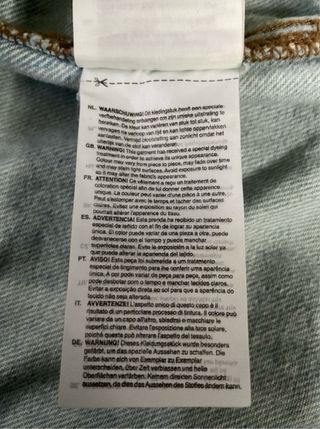 NL. WAARSCHUWING! Dit kledingstuk heeft een speciale
verfbehandeling ontvangen om zijn unieke uitstraling te
bereiken. De kleur kan variëren van stuk tot stuk, kan
vervagen na verloop van tijd en kan lichte oppervlakken
aantasten. Vermijd blootstelling aan zonlicht omdat het
uiterlijk van de stof kan veranderen.
GB. WARNING! This garment has received a special dyeing
treatment in order to achieve its unique appearance.
Colour may vary from piece to piece, may fade over time
and may stain light surfaces. Avoid exposure to sunlight
as it may alter the fabrics appearance.
FR. ATTENTION! Ce vêtement a reçu un traitement de
coloration spécial afin de lui donner cette apparence
unique. La couleur peut varier d'une pièce à une autre.
Peut s'estomper avec le temps et tacher des surfaces
claires. Evitez une exposition au rayon du soleil qui
pourrait altérer l'apparence du tissu.
ES. ADVERTENCIA! Esta prenda ha recibido un tratamiento
especial de teñido con el fin de lograr su apariencia
única. El color puede variar de una pieza a otra, puede
desvanecerse con el tiempo y puede manchar
superficies claras. Evite la exposición a la luz solar ya
que puede alterar la apariencia del tejido.
PT. AVISO! Esta peça foi submetida a um tratamento
especial de tingimento para lhe conferir uma aparência
única. A cor pode variar de peça para peça, assim como
pode desbotar com o tempo e manchar tecidos claros.
Evitar a exposição direta ao sol para que a aparência do
tecido não seja alterada.
IT. AVVERTENZE! L'aspetto unico di questo capo è il
risultato di un particolare processo di tintura. Il colore può
variare da un capo all'altro, sbiadirsi e macchiare le
superfici chiare. Evitare l'esposizione alla luce solare,
poiché questa può alterare l'aspetto del tessuto.
DE. WARNUNG! Dieses Kleidungsstück wurde besonders
gefärbt, um das spezielle Aussehen zu schaffen. Die
Farbe kann sich von Exemplar zu Exemplar
unterscheiden, über Zeit verblassen und helle
Oberflächen verfärben. Keinem direkten Sonnenlicht
aussetzen, da dies das Aussehen des Stoffes ändern kann.